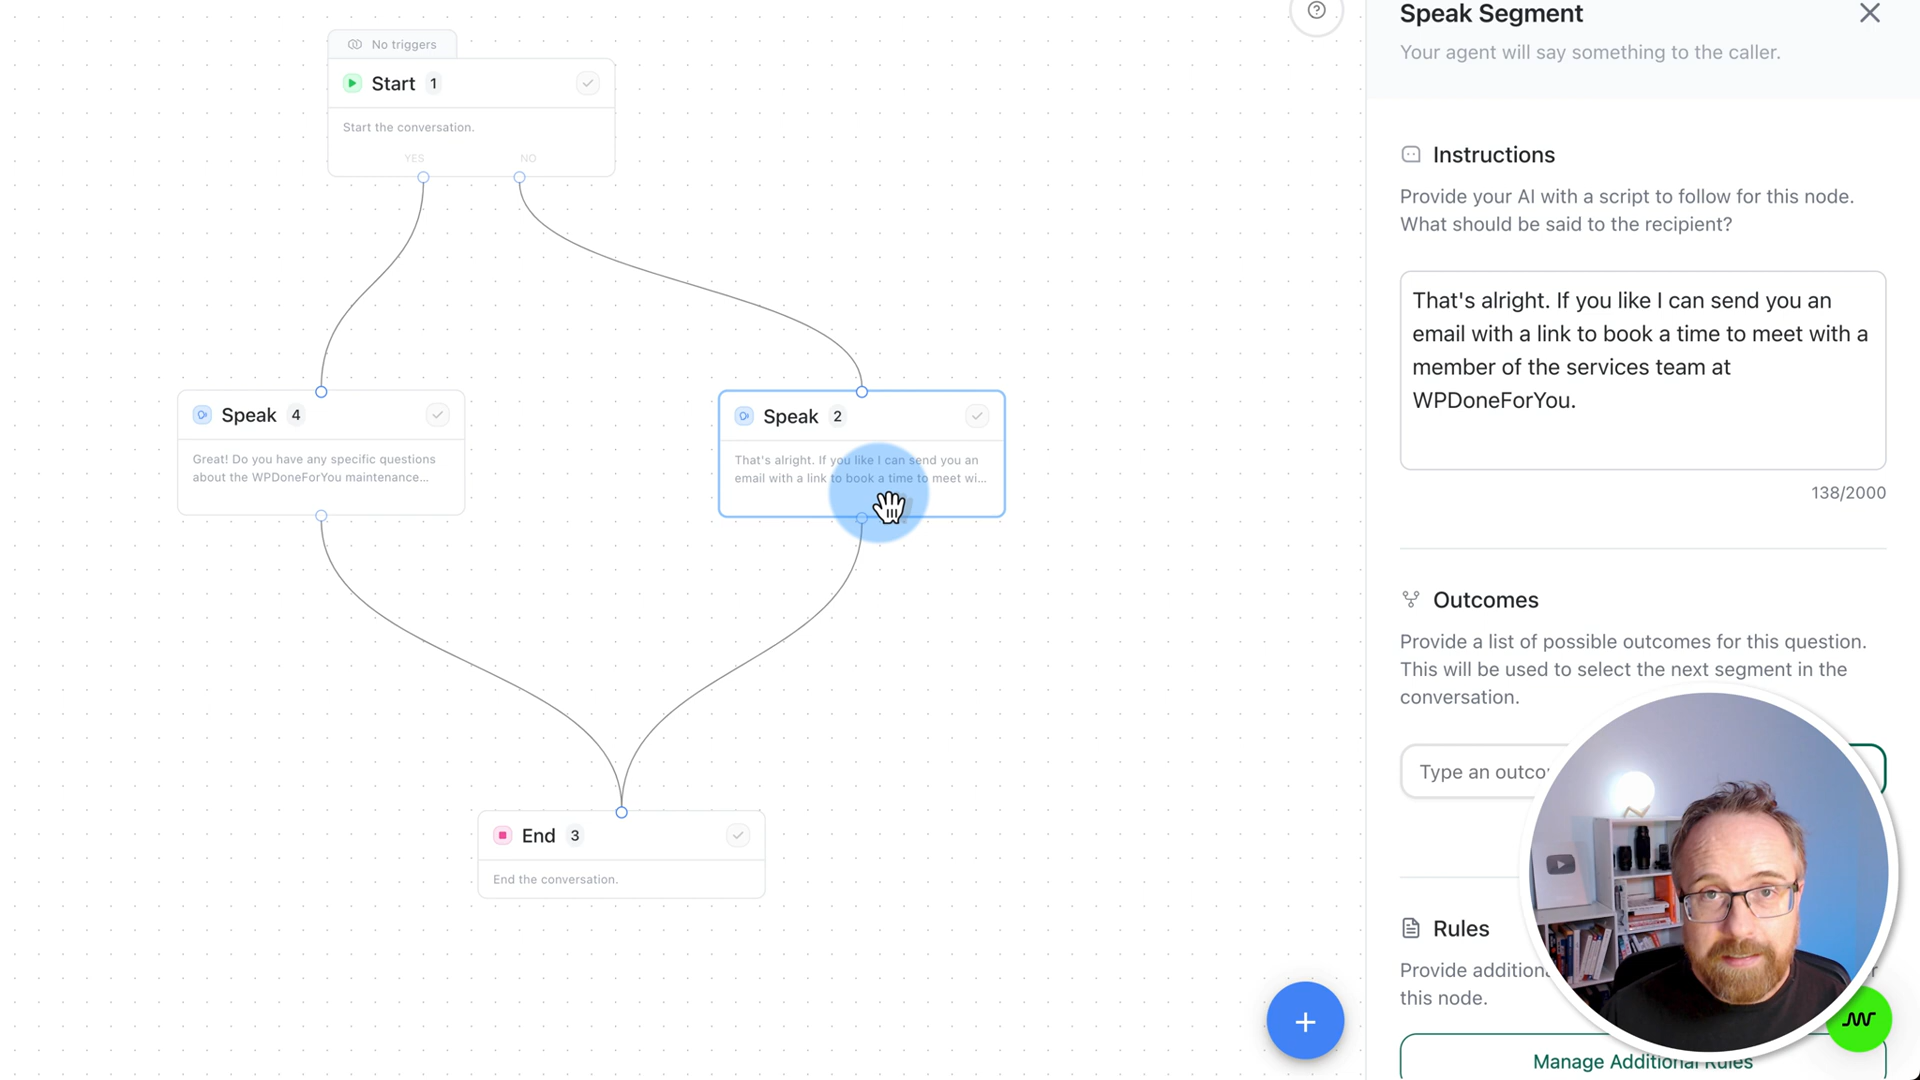 No triggers
Start 1
Start the conversation.
YES NO
Speak 4
Great! Do you have any specific questions
about the WPDoneForYou maintenance...
Speak 2
That's alright. If you like I can send you an
email with a link to book a time to meet wi...
End 3
End the conversation.
Speak Segment
Your agent will say something to the caller.
Instructions
Provide your AI with a script to follow for this node.
What should be said to the recipient?
That's alright. If you like I can send you an
email with a link to book a time to meet with a
member of the services team at
WPDoneForYou.
138/2000
Outcomes
Provide a list of possible outcomes for this question.
This will be used to select the next segment in the
conversation.
Type an
Rules
Provide
this node.
Manage Additional Rules